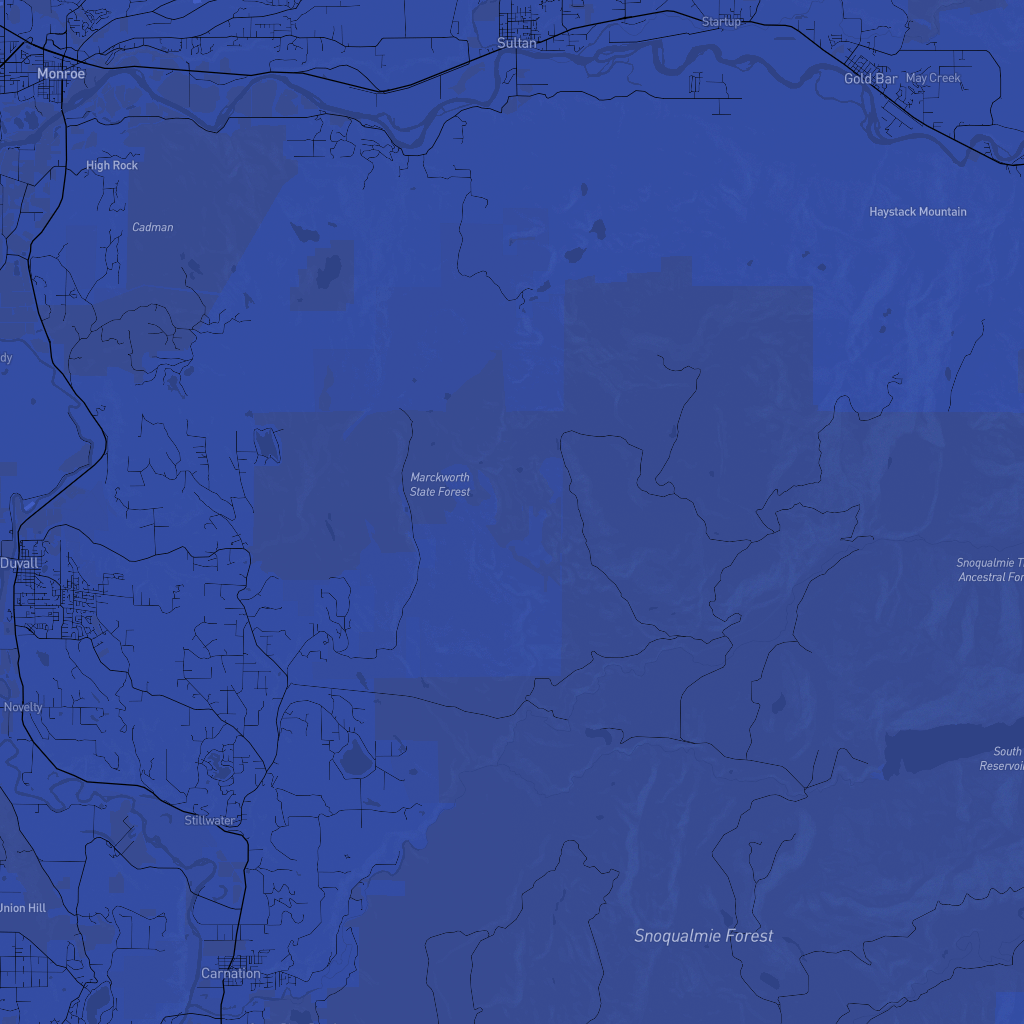 Startup
Sultan
Monroe
Gold Bar
May Creek
High Rock
Haystack Mountain
Cadman
dy
Marckworth
State Forest
Duvall
Snoqualmie T
Ancestral For
Novelty
South
Reservoi
Stillwater
Union Hill
Snoqualmie Forest
Carnation